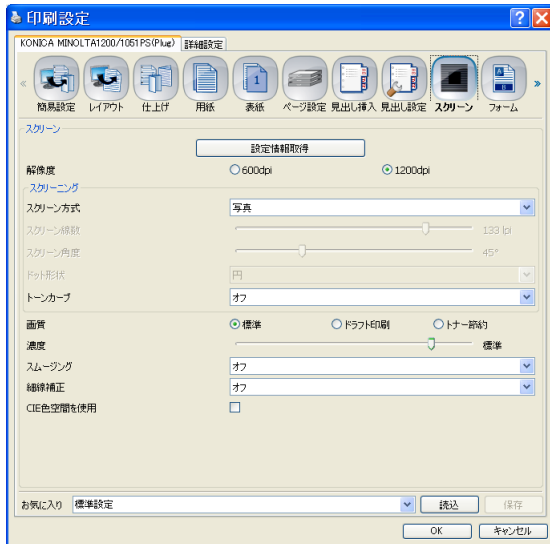 印刷設定
KONICA MINOLTA1200/1051PS(Plug) 詳細設定
簡易設定 レイアウト 仕上げ 用紙 表紙 ページ設定 見出し挿入 見出し設定 スクリーン フォーム
スクリーン
設定情報取得
解像度 600dpi 1200dpi
スクリーニング
スクリーン方式 写真
スクリーン線数 133 lpi
スクリーン角度 45°
ドット形状 円
トーンカーブ オフ
画質 標準 ドラフト印刷 トナー節約
濃度 標準
スムージング オフ
細線補正 オフ
CIE色空間を使用
お気に入り 標準設定 読込 保存
OK キャンセル